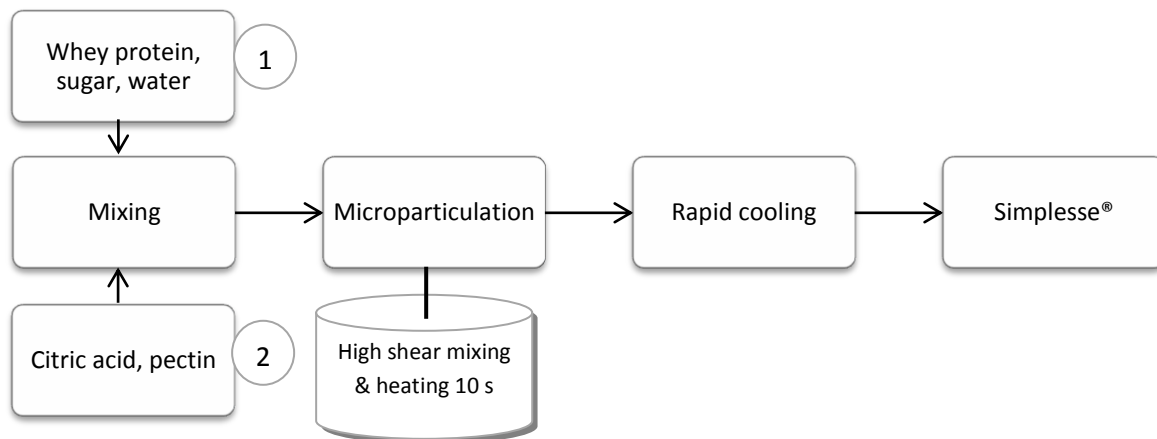 Whey protein,
sugar, water
1
Mixing
Microparticulation
Rapid cooling
Simplesse®
Citric acid, pectin
2
High shear mixing
& heating 10 s